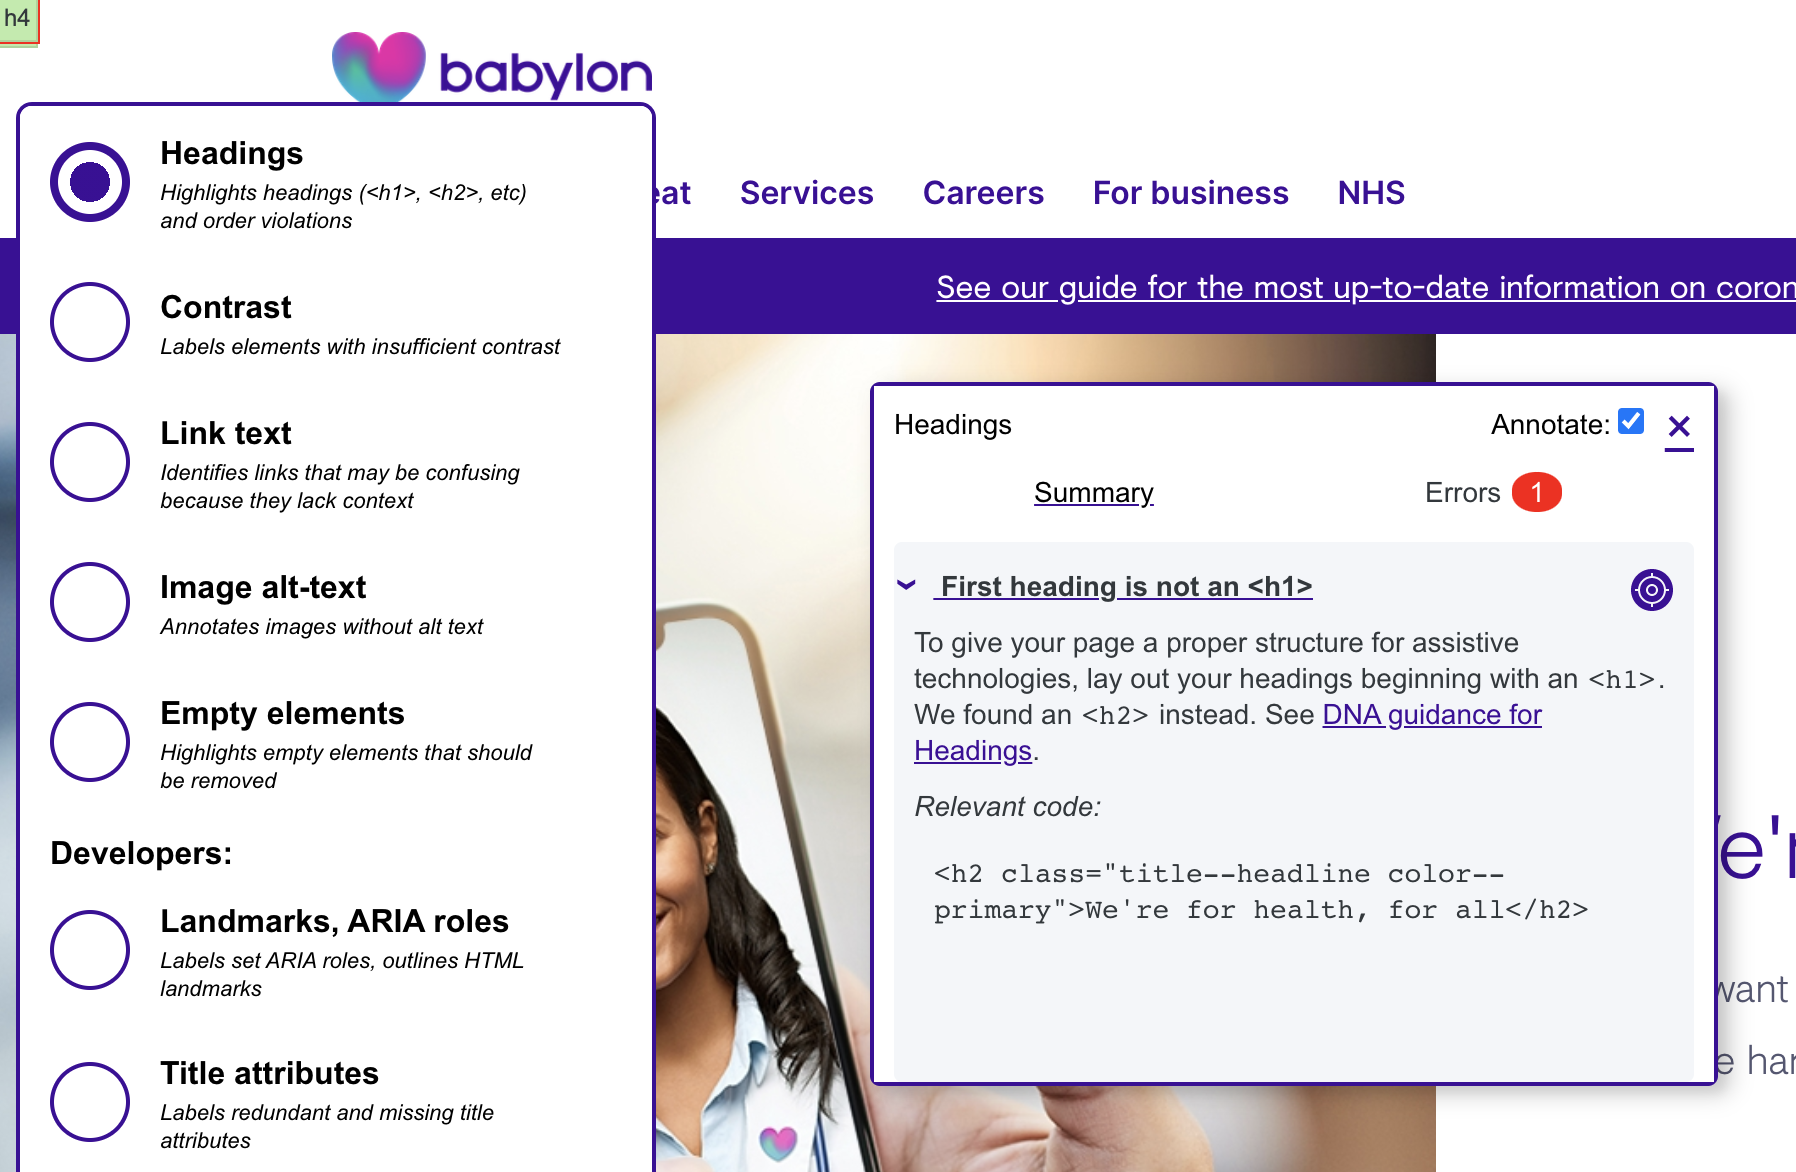 h4
babylon
Headings
Highlights headings (<h1>, <h2>, etc)
and order violations
Contrast
Labels elements with insufficient contrast
Link text
Identifies links that may be confusing
because they lack context
Image alt-text
Annotates images without alt text
Empty elements
Highlights empty elements that should
be removed
Developers:
Landmarks, ARIA roles
Labels set ARIA roles, outlines HTML
landmarks
Title attributes
Labels redundant and missing title
attributes
eat Services Careers For business NHS
See our guide for the most up-to-date information on coron
Headings Annotate:
Summary Errors 1
First heading is not an <h1>
To give your page a proper structure for assistive
technologies, lay out your headings beginning with an <h1>.
We found an <h2> instead. See DNA guidance for
Headings.
Relevant code:
<h2 class="title--headline color--
primary">We're for health, for all</h2>
e'r
want
e har